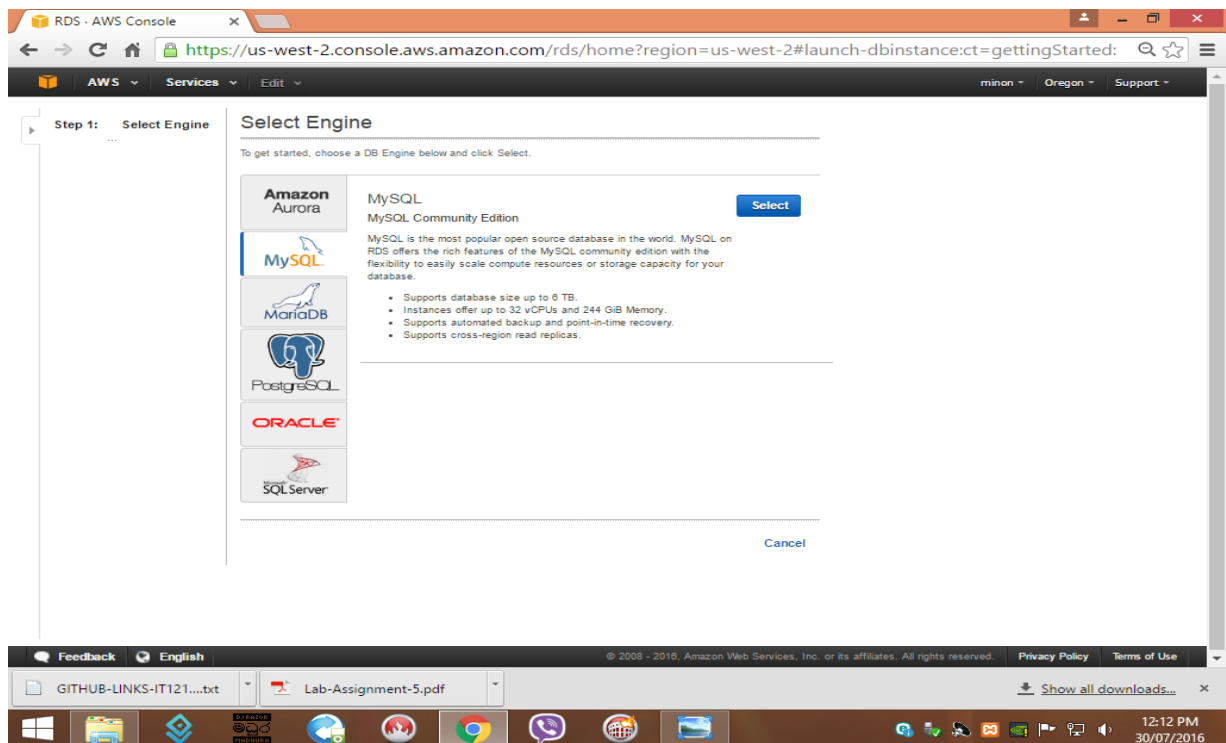 RDS · AWS Console
https://us-west-2.console.aws.amazon.com/rds/home?region=us-west-2#launch-dbinstance:ct=gettingStarted:
AWS Services Edit minon Oregon Support
Step 1: Select Engine
...
Select Engine
To get started, choose a DB Engine below and click Select.
Amazon
Aurora
MySQL
MariaDB
PostgreSQL
ORACLE
Microsoft
SQL Server
MySQL
Select
MySQL Community Edition
MySQL is the most popular open source database in the world. MySQL on
RDS offers the rich features of the MySQL community edition with the
flexibility to easily scale compute resources or storage capacity for your
database.
• Supports database size up to 6 TB.
• Instances offer up to 32 vCPUs and 244 GiB Memory.
• Supports automated backup and point-in-time recovery.
• Supports cross-region read replicas.
Cancel
Feedback English © 2008 - 2016, Amazon Web Services, Inc. or its affiliates. All rights reserved. Privacy Policy Terms of Use
GITHUB-LINKS-IT121....txt Lab-Assignment-5.pdf Show all downloads...
12:12 PM
30/07/2016